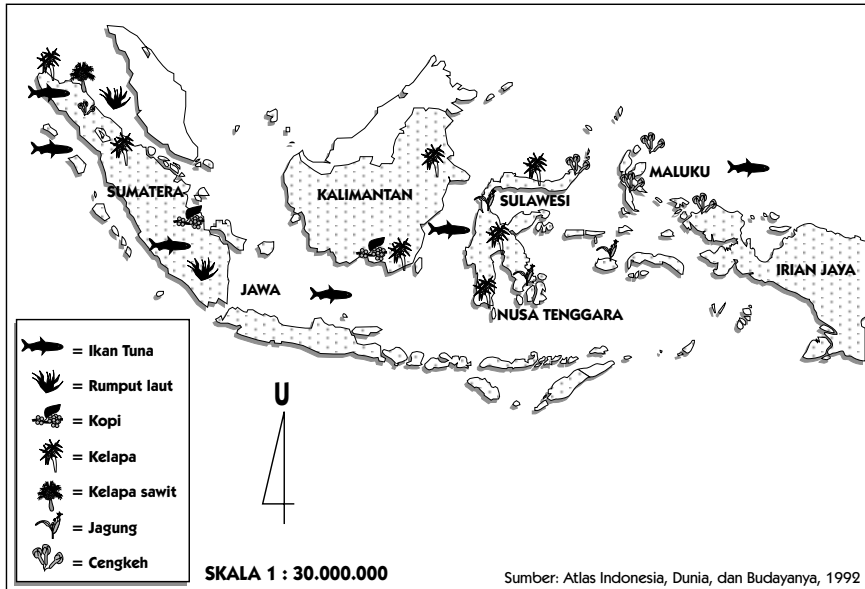 SUMATERA
KALIMANTAN
SULAWESI
MALUKU
IRIAN JAYA
JAWA
NUSA TENGGARA
= Ikan Tuna
= Rumput laut
= Kopi
= Kelapa
= Kelapa sawit
= Jagung
= Cengkeh
U
SKALA 1 : 30.000.000
Sumber: Atlas Indonesia, Dunia, dan Budayanya, 1992